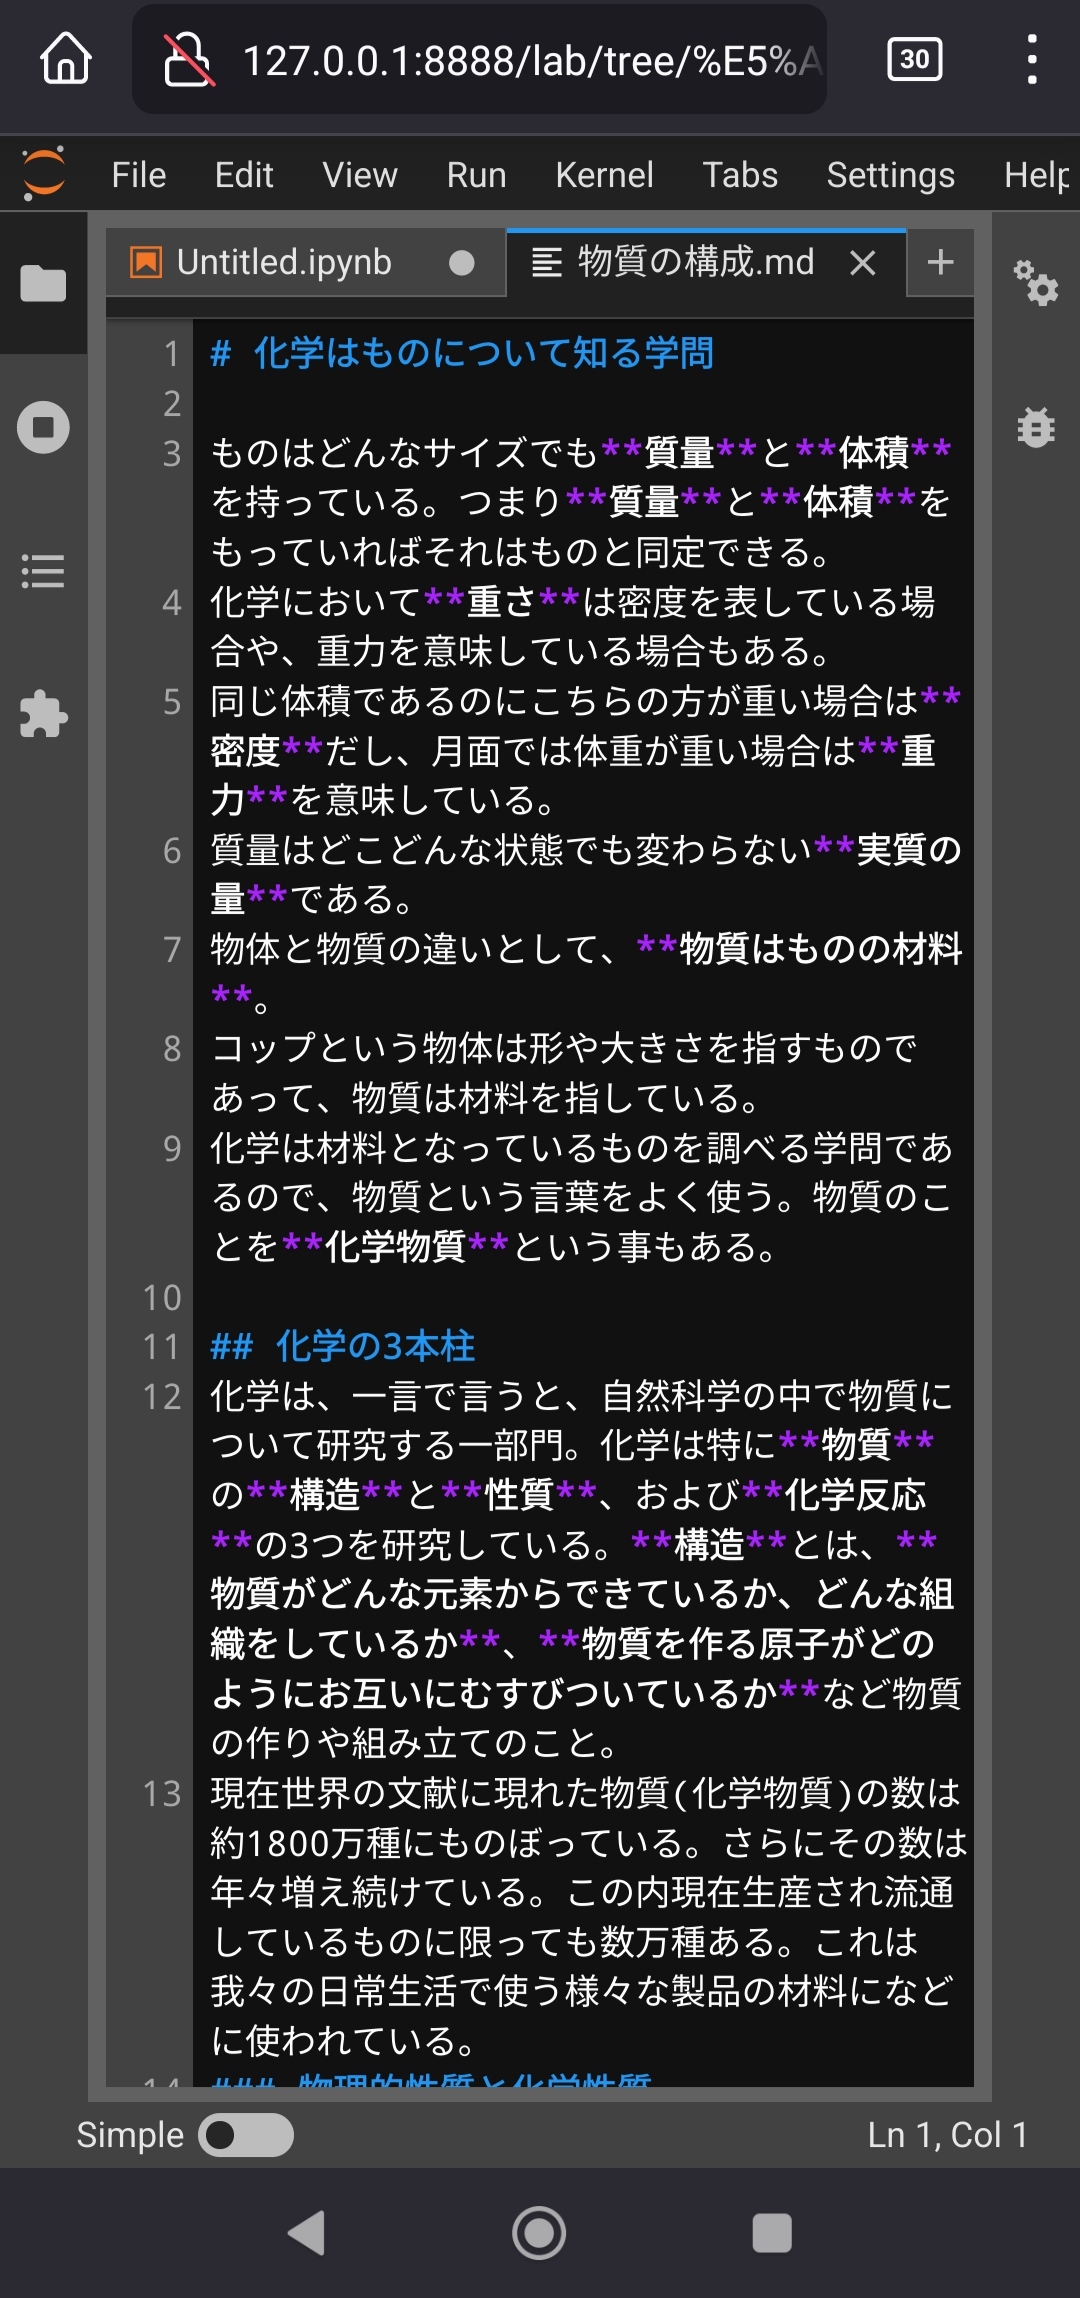 127.0.0.1:8888/lab/tree/%E5%A
30
File Edit View Run Kernel Tabs Settings Help
Untitled.ipynb
物質の構成.md
1 # 化学はものについて知る学問
2
3 ものはどんなサイズでも**質量**と**体積**
を持っている。つまり**質量**と**体積**を
もっていればそれはものと同定できる。
4 化学において**重さ**は密度を表している場
合や、重力を意味している場合もある。
5 同じ体積であるのにこちらの方が重い場合は**
密度**だし、月面では体重が重い場合は**重
力**を意味している。
6 質量はどこどんな状態でも変わらない**実質の
量**である。
7 物体と物質の違いとして、**物質はものの材料
**。
8 コップという物体は形や大きさを指すもので
あって、物質は材料を指している。
9 化学は材料となっているものを調べる学問であ
るので、物質という言葉をよく使う。物質のこ
とを**化学物質**という事もある。
10
11 ## 化学の3本柱
12 化学は、一言で言うと、自然科学の中で物質に
ついて研究する一部門。化学は特に**物質**
の**構造**と**性質**、および**化学反応
**の3つを研究している。**構造**とは、**
物質がどんな元素からできているか、どんな組
織をしているか**、**物質を作る原子がどの
ようにお互いにむすびついているか**など物質
の作りや組み立てのこと。
13 現在世界の文献に現れた物質(化学物質)の数は
約1800万種にものぼっている。さらにその数は
年々増え続けている。この内現在生産され流通
しているものに限っても数万種ある。これは
我々の日常生活で使う様々な製品の材料になど
に使われている。
14 ### 物理的性質と化学性質
Simple
Ln 1, Col 1